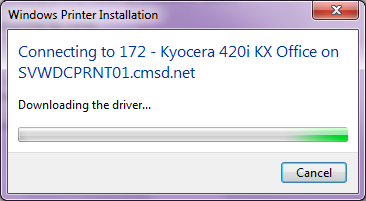 Windows Printer Installation
Connecting to 172 - Kyocera 420i KX Office on
SVWDCPRNT01.cmsd.net
Downloading the driver...
Cancel